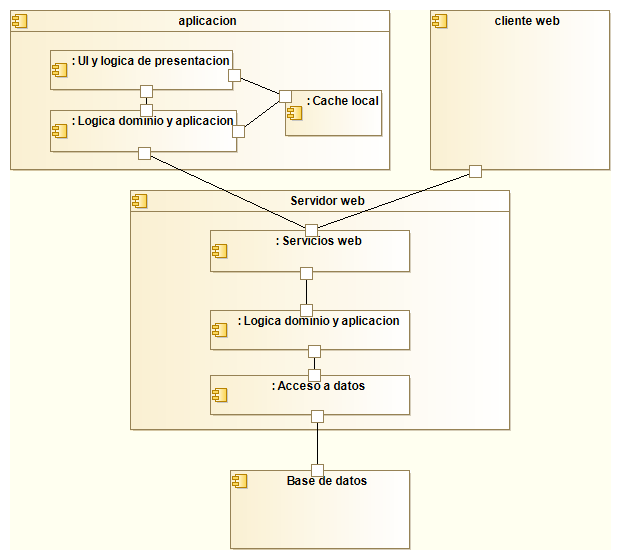 aplicacion
cliente web
: UI y logica de presentacion
: Cache local
: Logica dominio y aplicacion
Servidor web
: Servicios web
: Logica dominio y aplicacion
: Acceso a datos
Base de datos